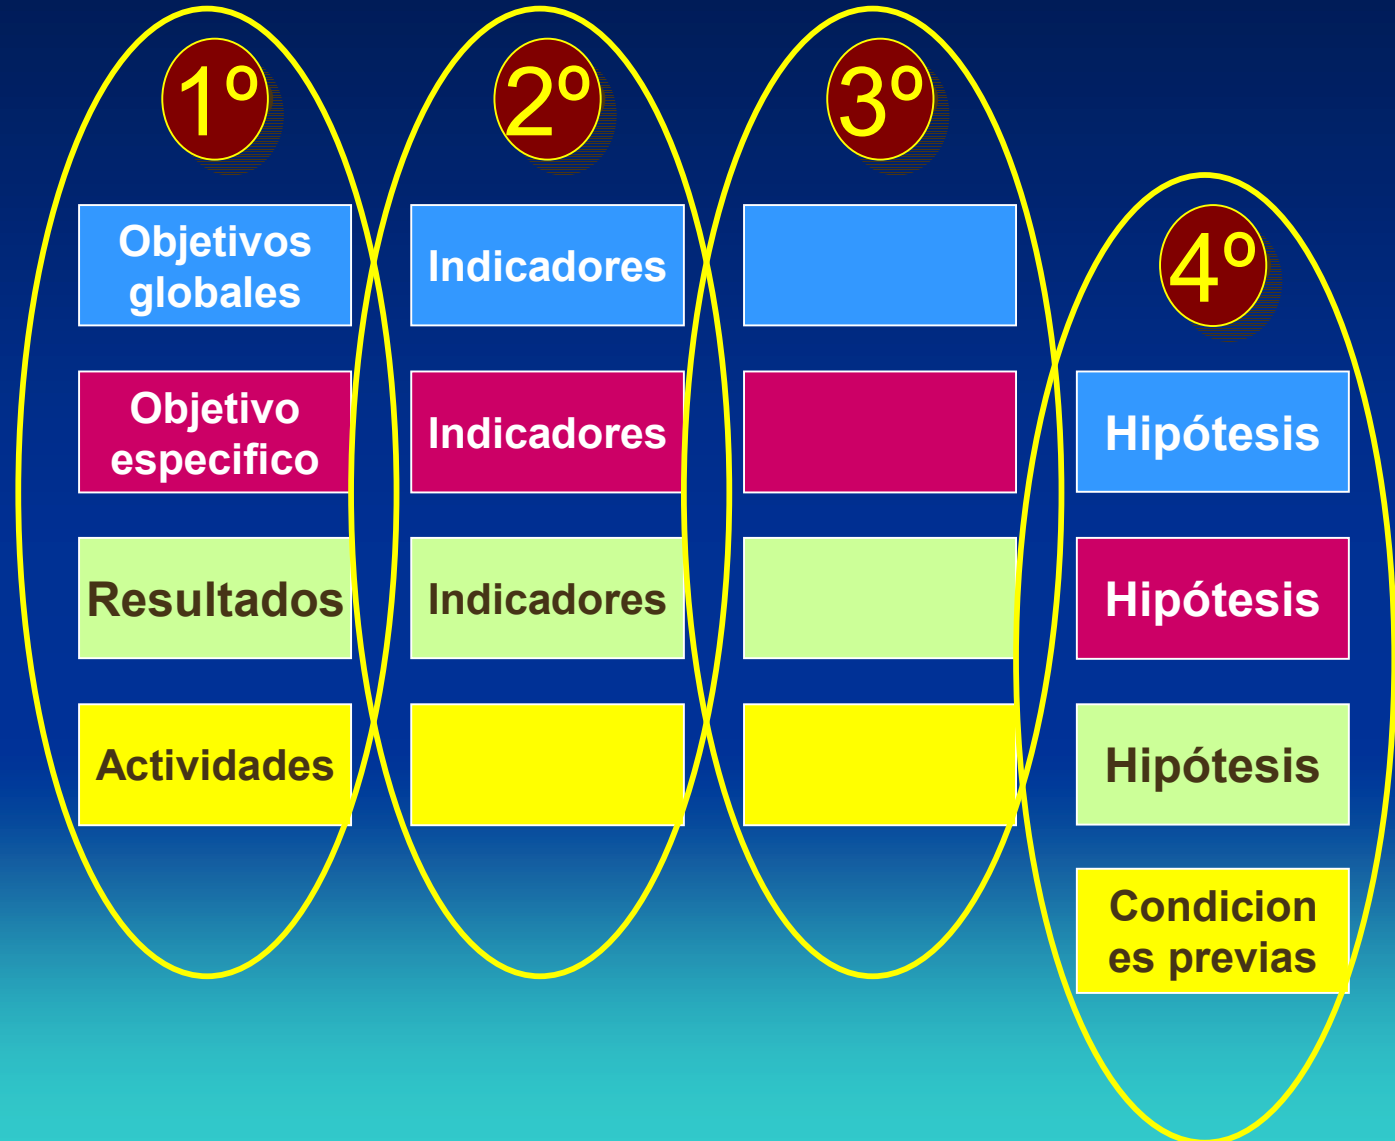 1º
Objetivos
globales
Objetivo
especifico
Resultados
Actividades
2º
Indicadores
Indicadores
Indicadores
3º
4º
Hipótesis
Hipótesis
Hipótesis
Condicion
es previas